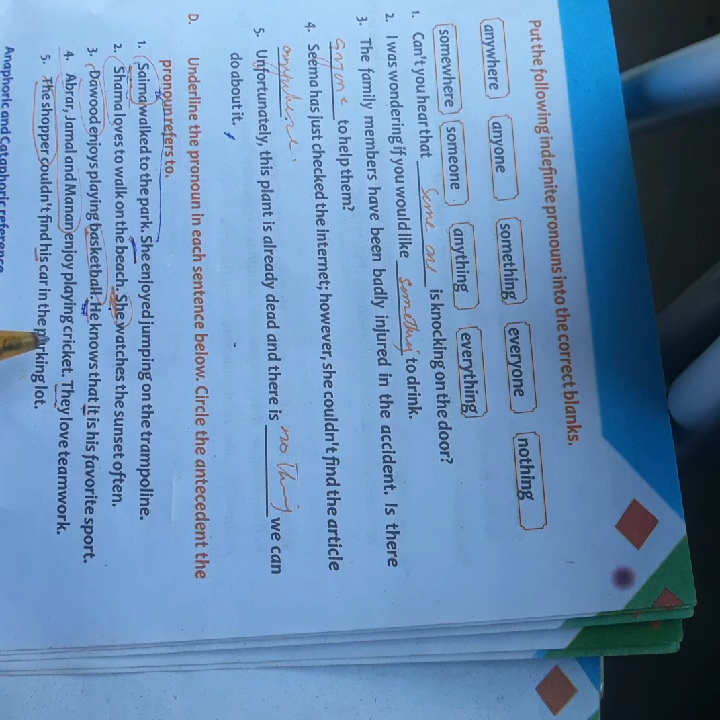 Put the following indefinite pronouns into the correct blanks.
anywhere anyone something everyone nothing
somewhere someone anything everything
1. Can't you hear that some one is knocking on the door?
2. I was wondering if you would like something to drink.
3. The family members have been badly injured in the accident. Is there
anyone to help them?
4. Seema has just checked the internet; however, she couldn't find the article
anywhere.
5. Unfortunately, this plant is already dead and there is no thing we can
do about it.
D. Underline the pronoun in each sentence below. Circle the antecedent the
pronoun refers to.
1. Salma walked to the park. She enjoyed jumping on the trampoline.
2. Shama loves to walk on the beach. She watches the sunset often.
3. Dawood enjoys playing basketball. He knows that it is his favorite sport.
4. Abrar, Jamal and Manan enjoy playing cricket. They love teamwork.
5. The shopper couldn't find his car in the parking lot.
Anaphoric and Cataphoric reference